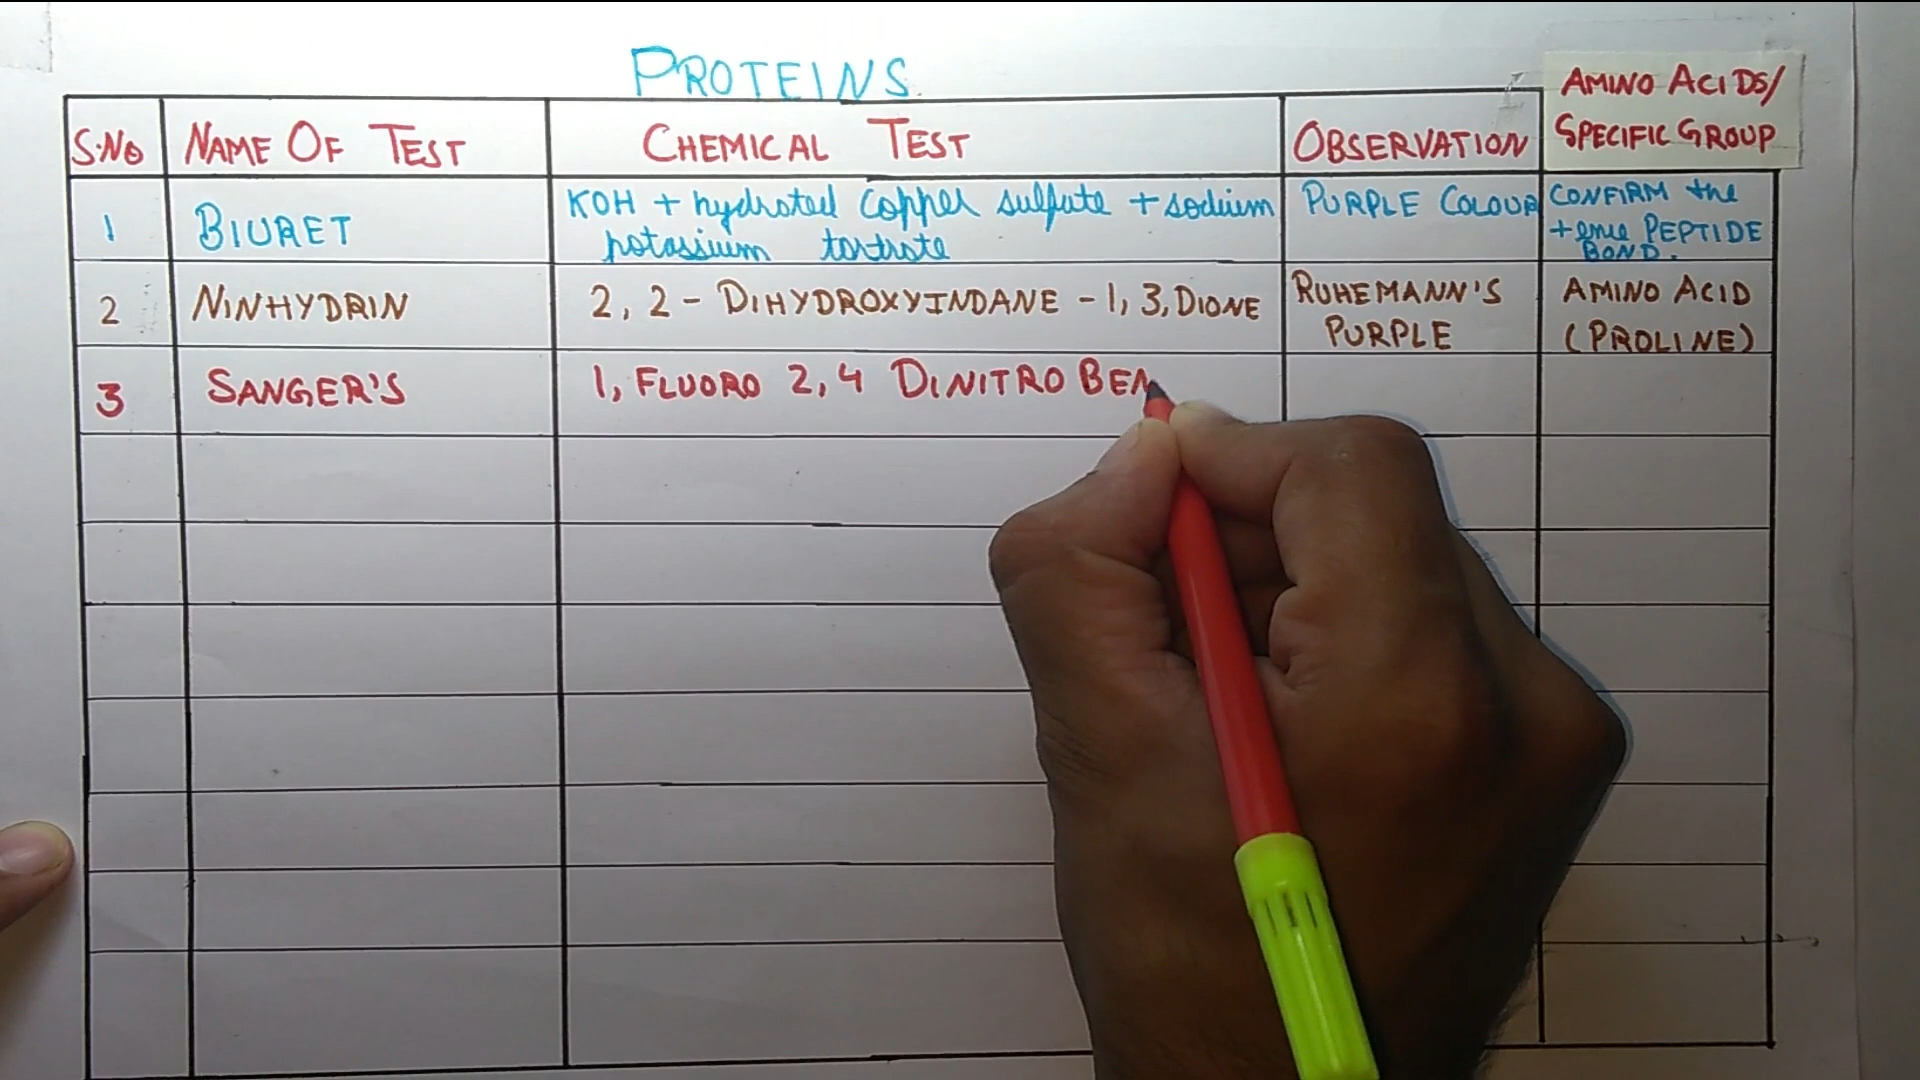 PROTEINS
S.NO
NAME OF TEST
CHEMICAL TEST
OBSERVATION
AMINO ACIDS/
SPECIFIC GROUP
1
BIURET
KOH + hydrated copper sulfate + sodium
potassium tartrate
PURPLE COLOUR
CONFIRM the
+ence PEPTIDE
BOND.
2
NINHYDRIN
2, 2 - DIHYDROXYINDANE - 1, 3, DIONE
RUHEMANN'S
PURPLE
AMINO ACID
(PROLINE)
3
SANGER'S
1, FLUORO 2, 4 DINITRO BEN